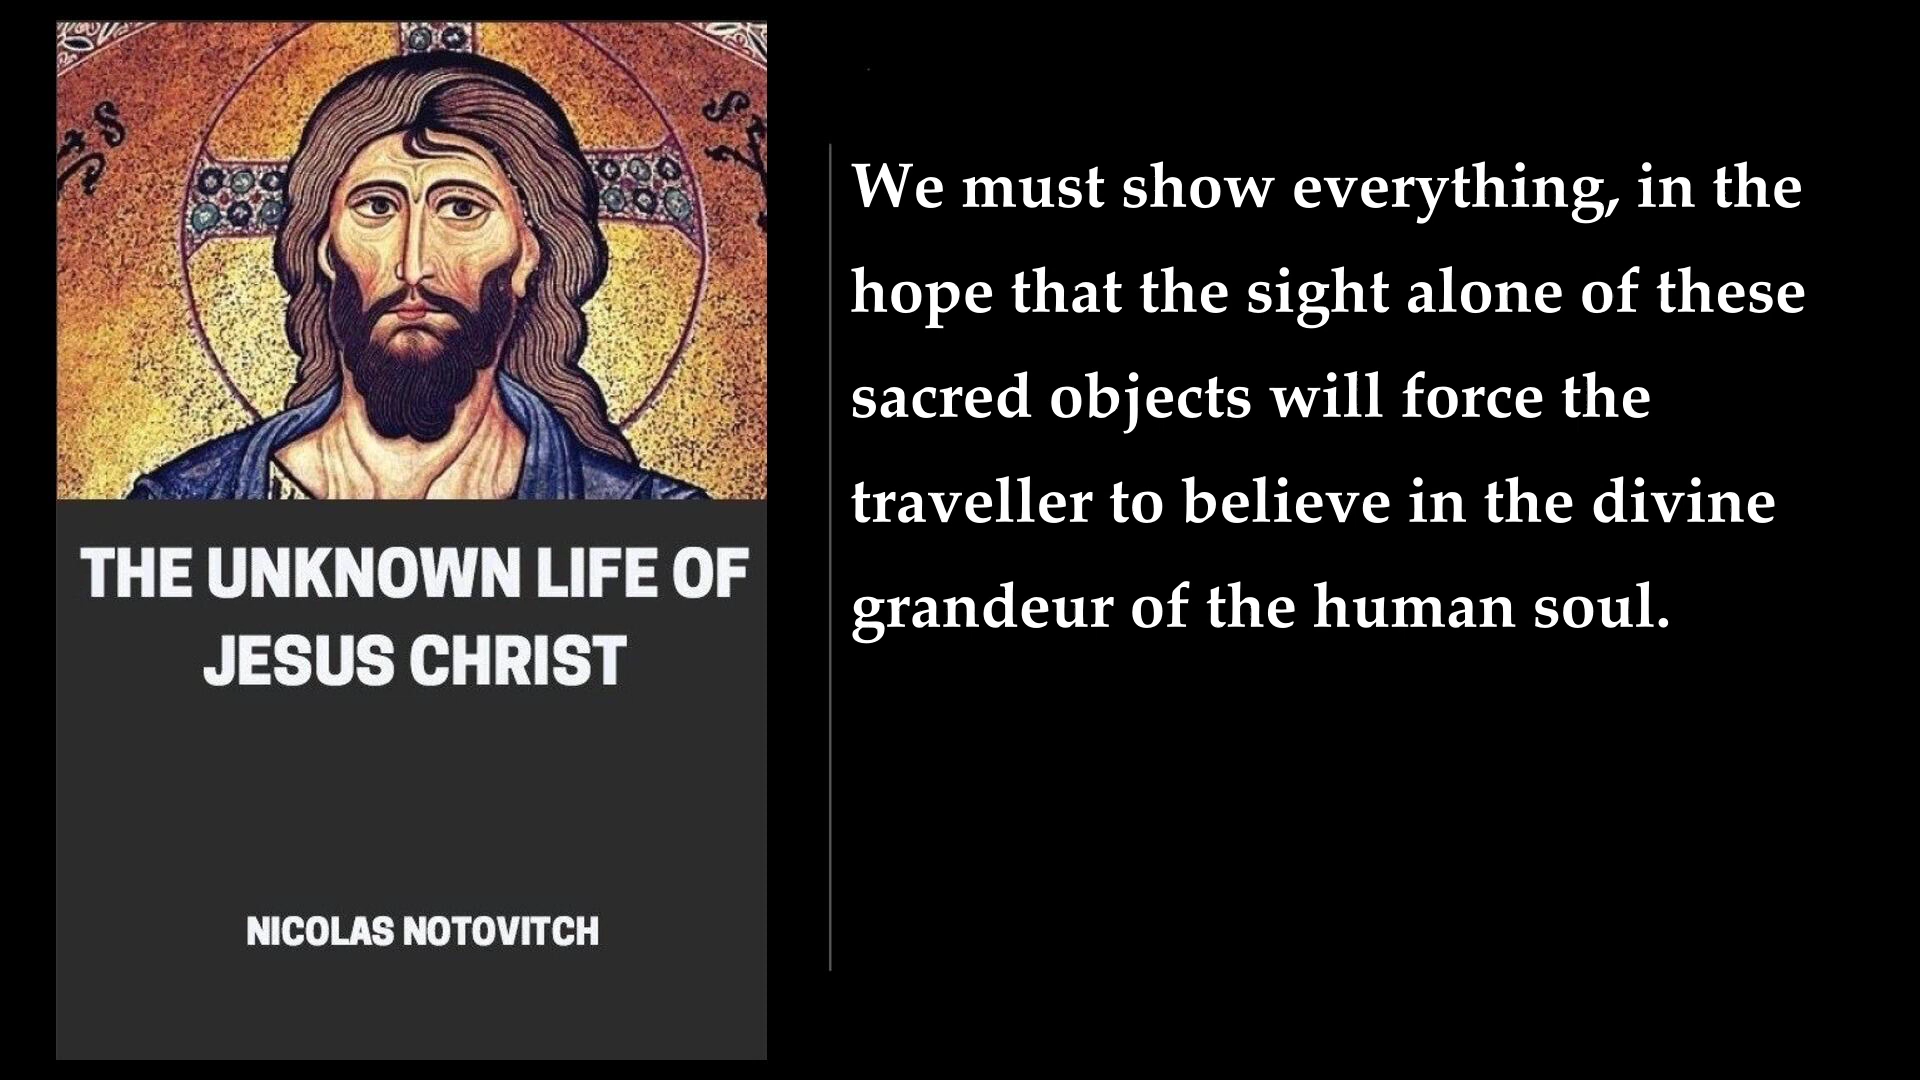 THE UNKNOWN LIFE OF
JESUS CHRIST
NICOLAS NOTOVITCH
We must show everything, in the
hope that the sight alone of these
sacred objects will force the
traveller to believe in the divine
grandeur of the human soul.